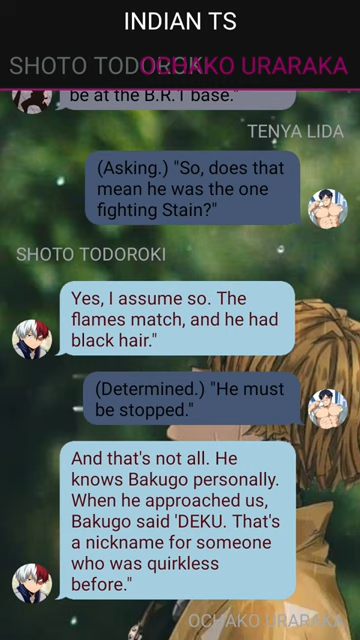 INDIAN TS
SHOTO TODOROKI
OCHAKO URARAKA
be at the B.R.T base."
TENYA LIDA
(Asking.) "So, does that
mean he was the one
fighting Stain?"
SHOTO TODOROKI
Yes, I assume so. The
flames match, and he had
black hair."
(Determined.) "He must
be stopped."
And that's not all. He
knows Bakugo personally.
When he approached us,
Bakugo said 'DEKU. That's
a nickname for someone
who was quirkless
before."
OCHAKO URARAKA